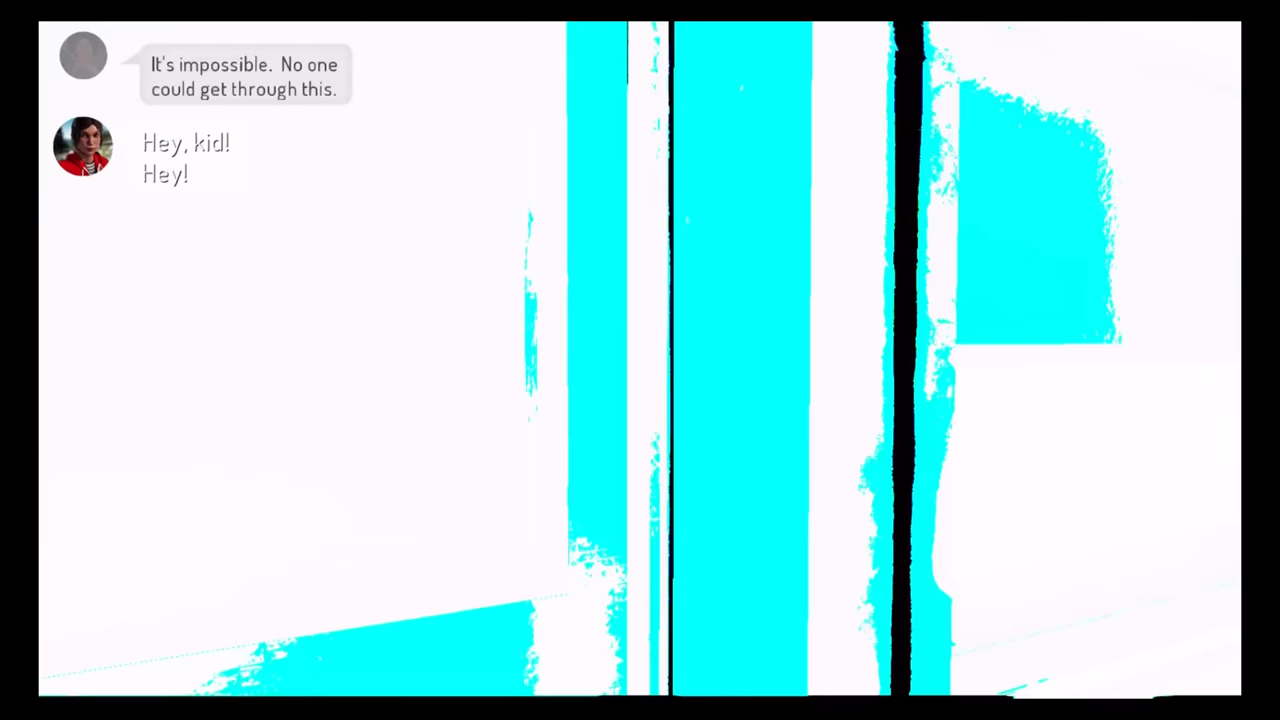 It's impossible. No one
could get through this.
Hey, kid!
Hey!